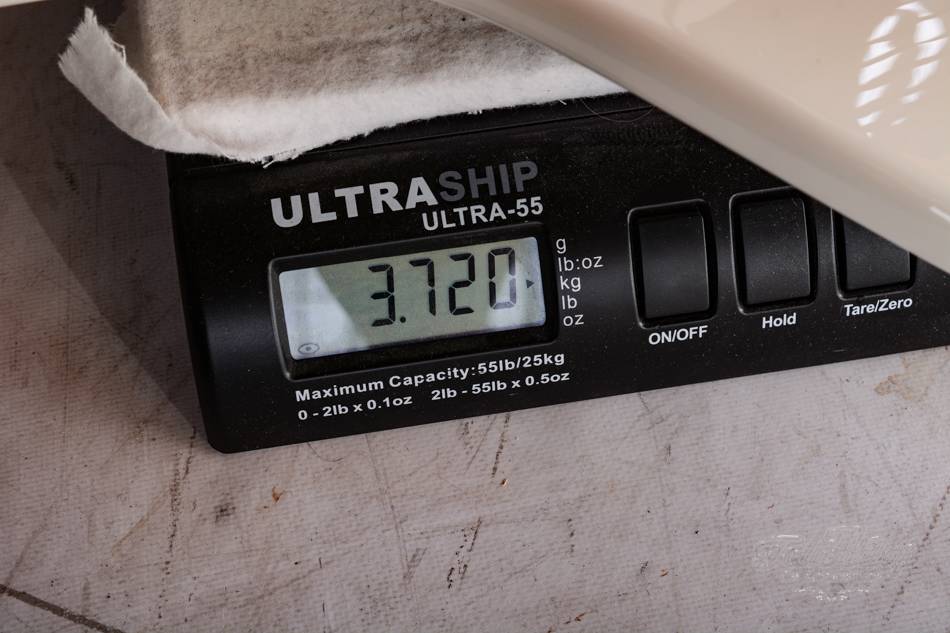 ULTRASHIP
ULTRA-55
3.720
g
lb:oz
kg
lb
oz
ON/OFF
Hold
Tare/Zero
Maximum Capacity:55lb/25kg
0 - 2lb x 0.1oz 2lb - 55lb x 0.5oz